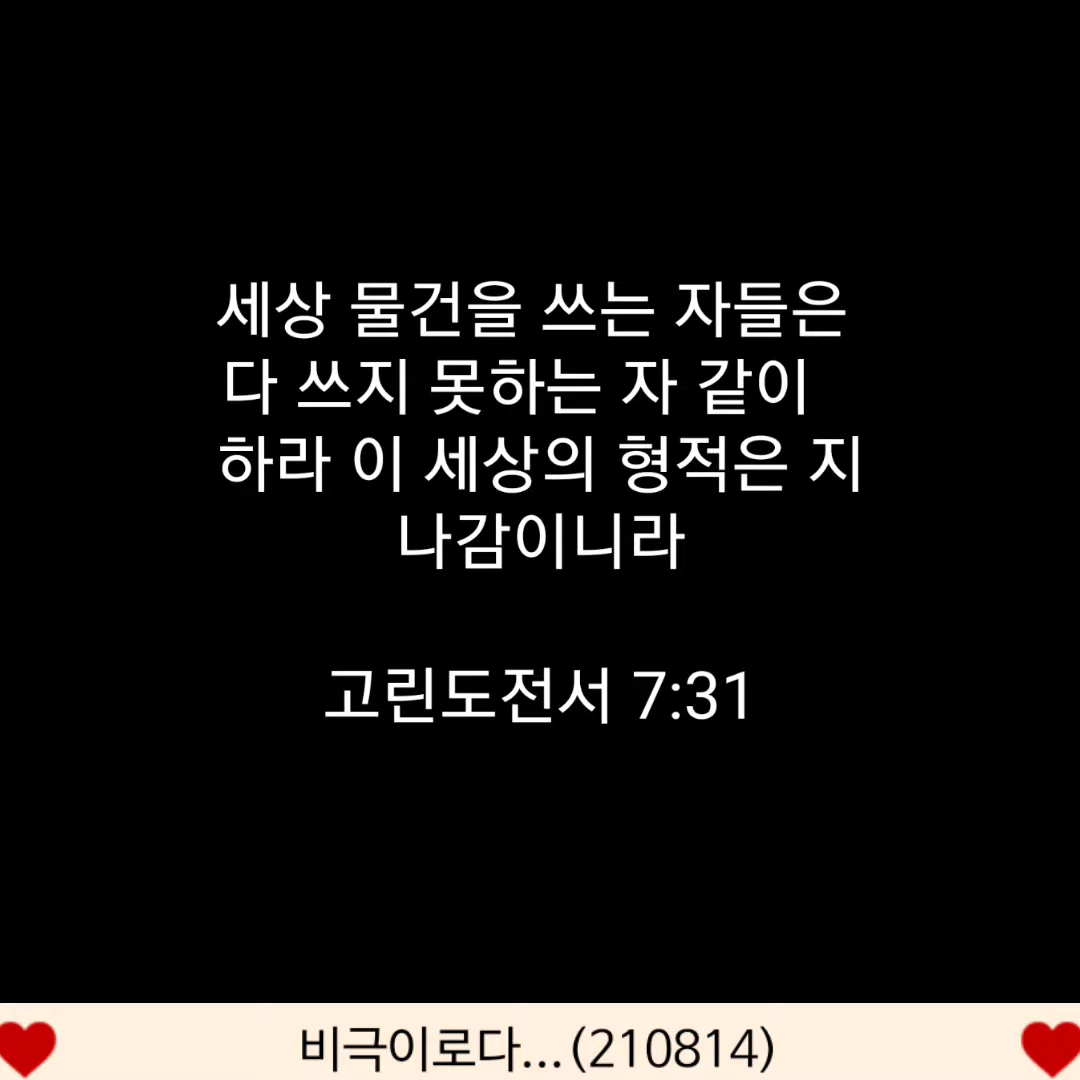 세상 물건을 쓰는 자들은
다 쓰지 못하는 자 같이
하라 이 세상의 형적은 지
나감이니라
고린도전서 7:31
비극이로다...(210814)